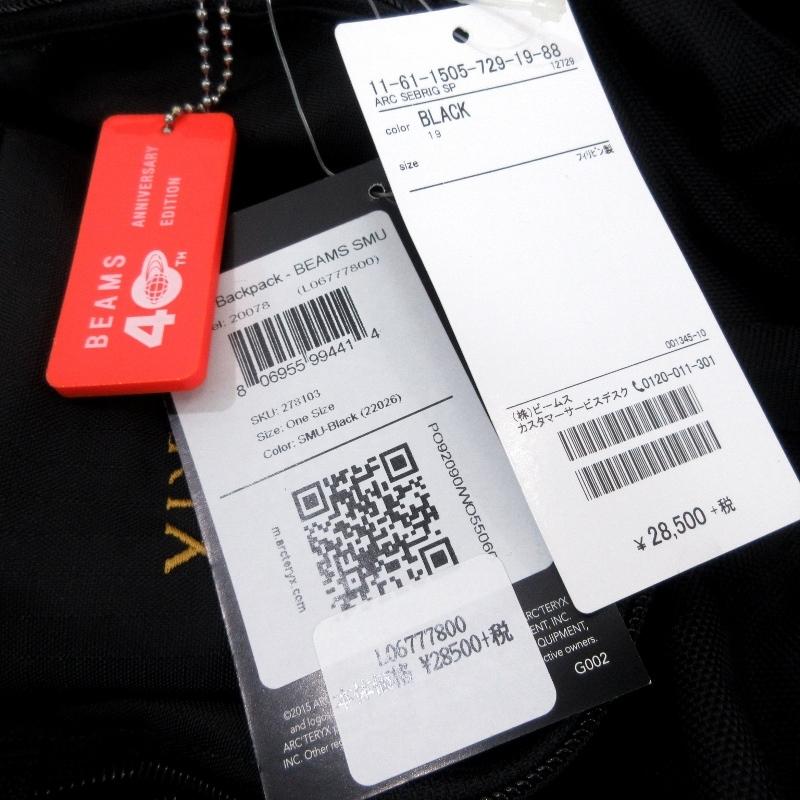 BEAMS
40TH
ANNIVERSARY
EDITION
11-61-1505-729-19-88
ARC SEBRIG SP
12729
color BLACK
19
size
フィリピン製
001345-10
(株)ビームス
カスタマーサービスデスク 0120-011-301
¥28,500+税
Backpack - BEAMS SMU
20078 (L06777800)
8 06955 99441 4
SKU: 278103
Size: One Size
Color: SMU-Black (22026)
m.arcteryx.com
L06777800
¥28500+税
©2015
and
ARC'TERYX
INC. Other
ARC'TERYX
INC.
EQUIPMENT,
owners.
G002